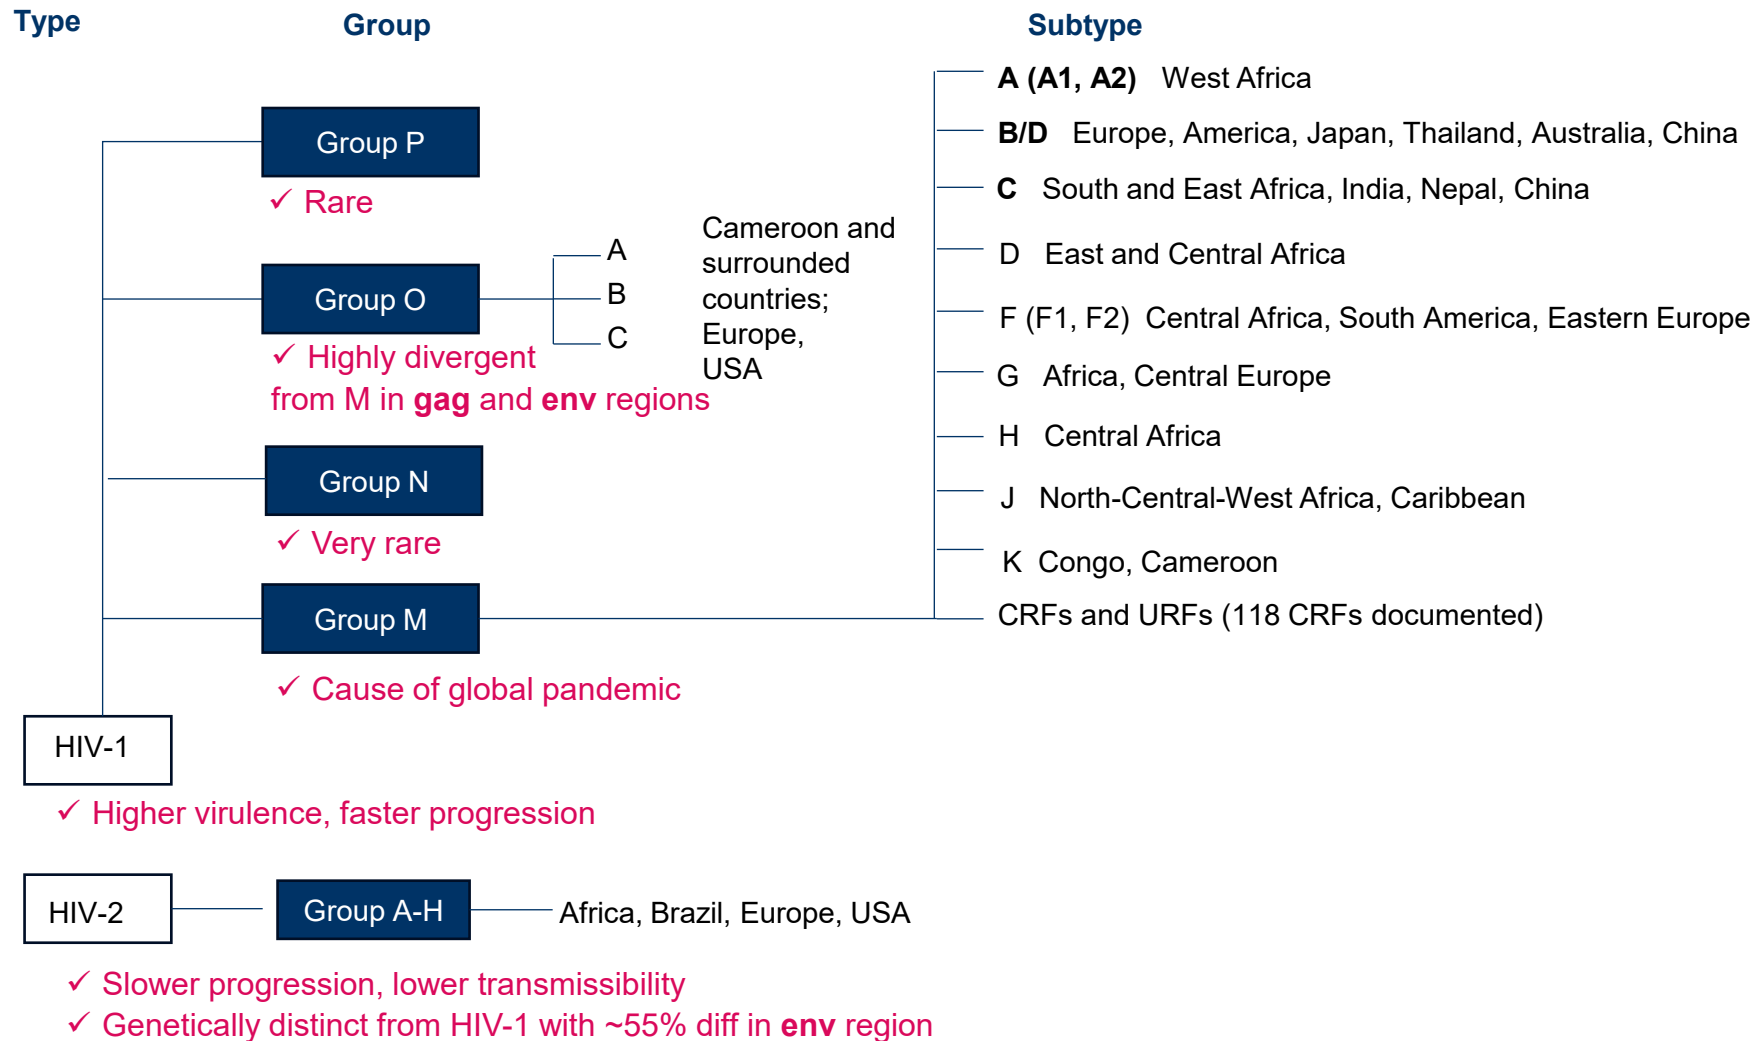 Type Group Subtype
Group P
✓ Rare
Group O
A
B
C
Cameroon and
surrounded
countries;
Europe,
USA
✓ Highly divergent
from M in gag and env regions
Group N
✓ Very rare
Group M
✓ Cause of global pandemic
A (A1, A2) West Africa
B/D Europe, America, Japan, Thailand, Australia, China
C South and East Africa, India, Nepal, China
D East and Central Africa
F (F1, F2) Central Africa, South America, Eastern Europe
G Africa, Central Europe
H Central Africa
J North-Central-West Africa, Caribbean
K Congo, Cameroon
CRFs and URFs (118 CRFs documented)
HIV-1
✓ Higher virulence, faster progression
HIV-2
Group A-H
Africa, Brazil, Europe, USA
✓ Slower progression, lower transmissibility
✓ Genetically distinct from HIV-1 with ~55% diff in env region